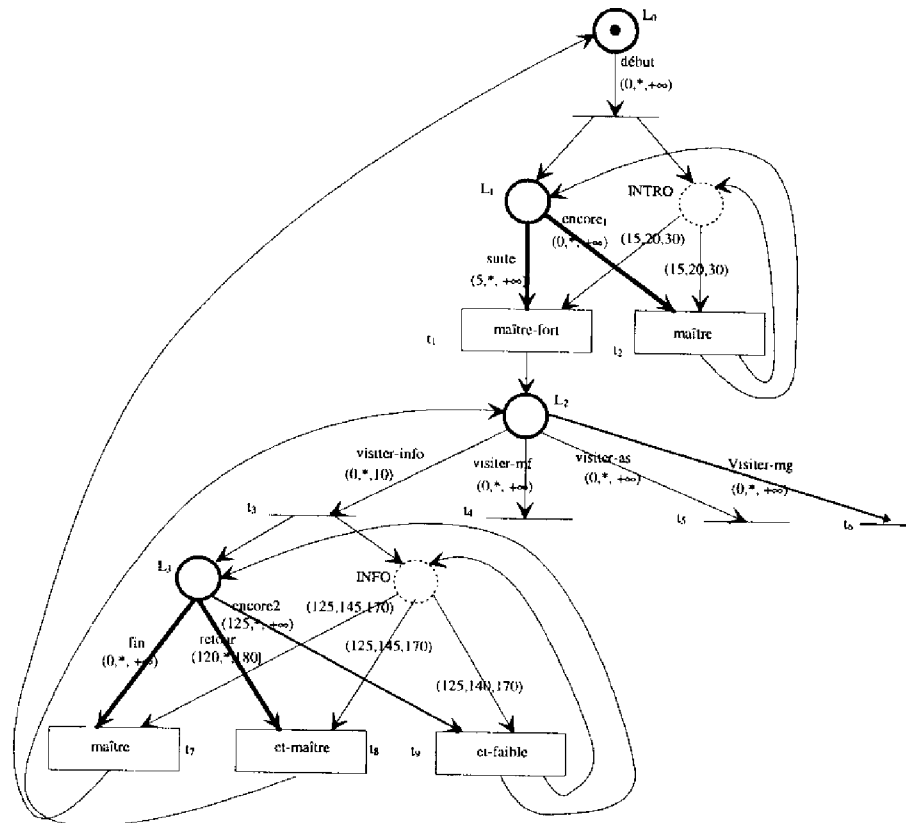 L₀
début
(0,*,+∞)
L₁
INTRO
encore₁
(0,*, +∞)
(15,20,30)
(15,20,30)
suite
(5,*, +∞)
maître-fort
maître
t₁
t₂
L₂
visiter-info
(0,*,10)
visiter-mf
(0,*, +∞)
visiter-as
(0,*, +∞)
Visiter-mg
(0,*, +∞)
t₃
t₄
t₅
t₆
L₃
INFO
encore2
(125,*, +∞)
(125,145,170)
fin
(0,*, +∞)
retour
(120,*,180]
(125,145,170)
(125,140,170)
maître
t₇
et-maître
t₈
t₉
et-faible